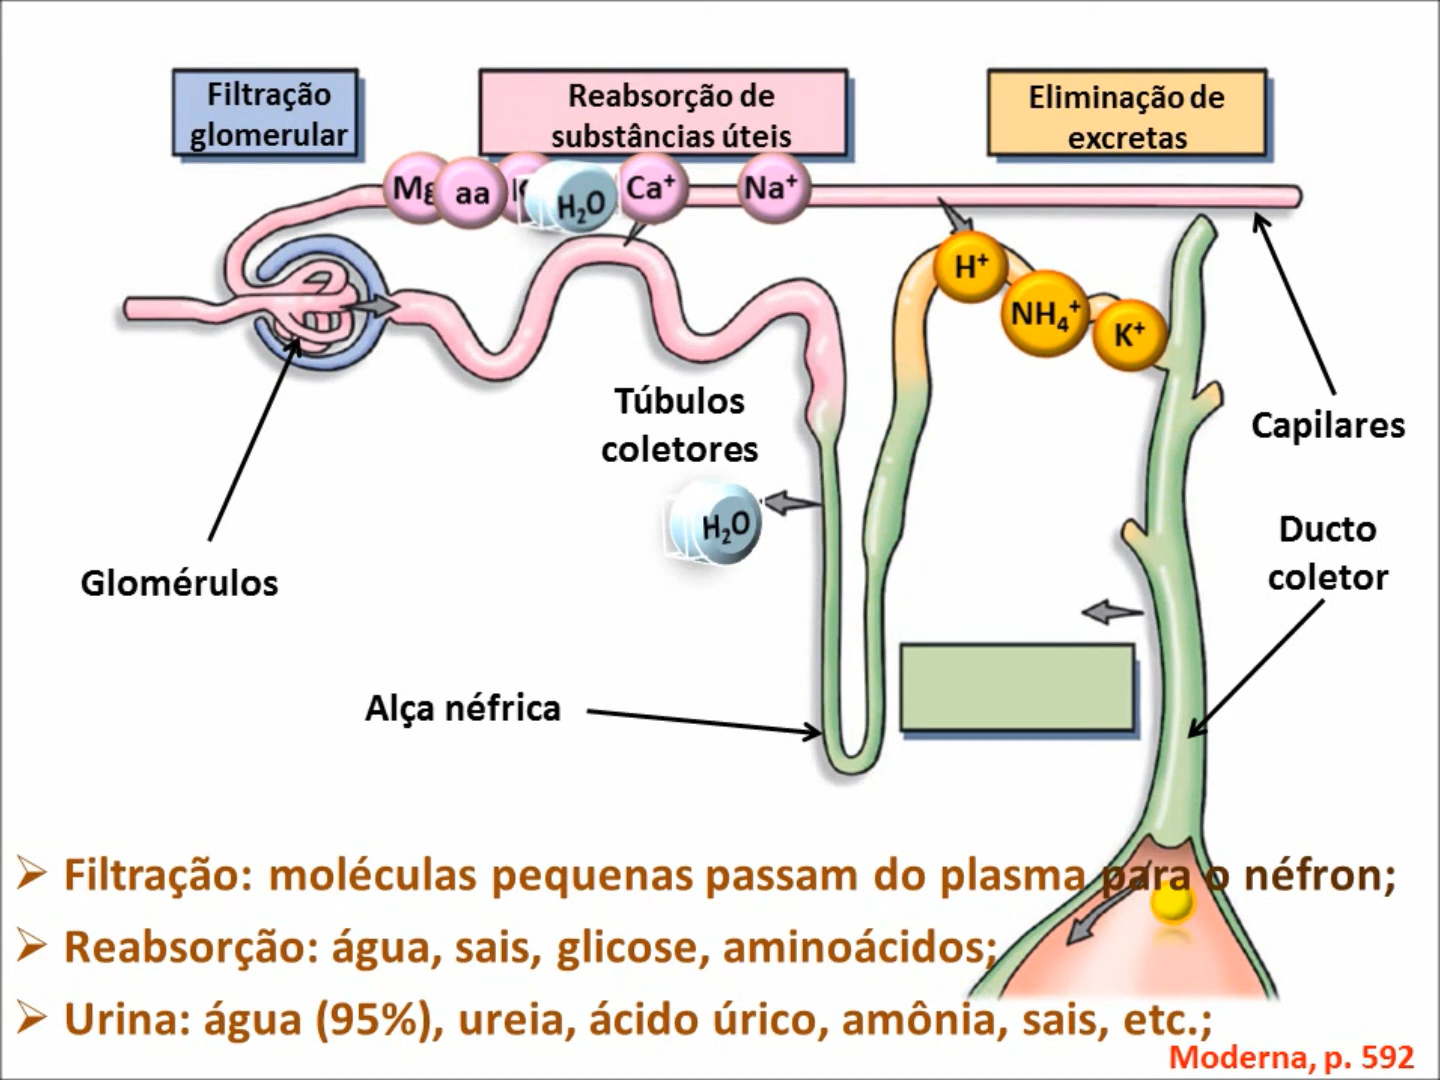 Filtração
glomerular
Reabsorção de
substâncias úteis
Eliminação de
excretas
aa
H₂O
Ca⁺
Na⁺
H⁺
NH₄⁺
K⁺
Túbulos
coletores
Capilares
H₂O
Ducto
coletor
Glomérulos
Alça néfrica
➢ Filtração: moléculas pequenas passam do plasma para o néfron;
➢ Reabsorção: água, sais, glicose, aminoácidos;
➢ Urina: água (95%), ureia, ácido úrico, amônia, sais, etc.;
Moderna, p. 592